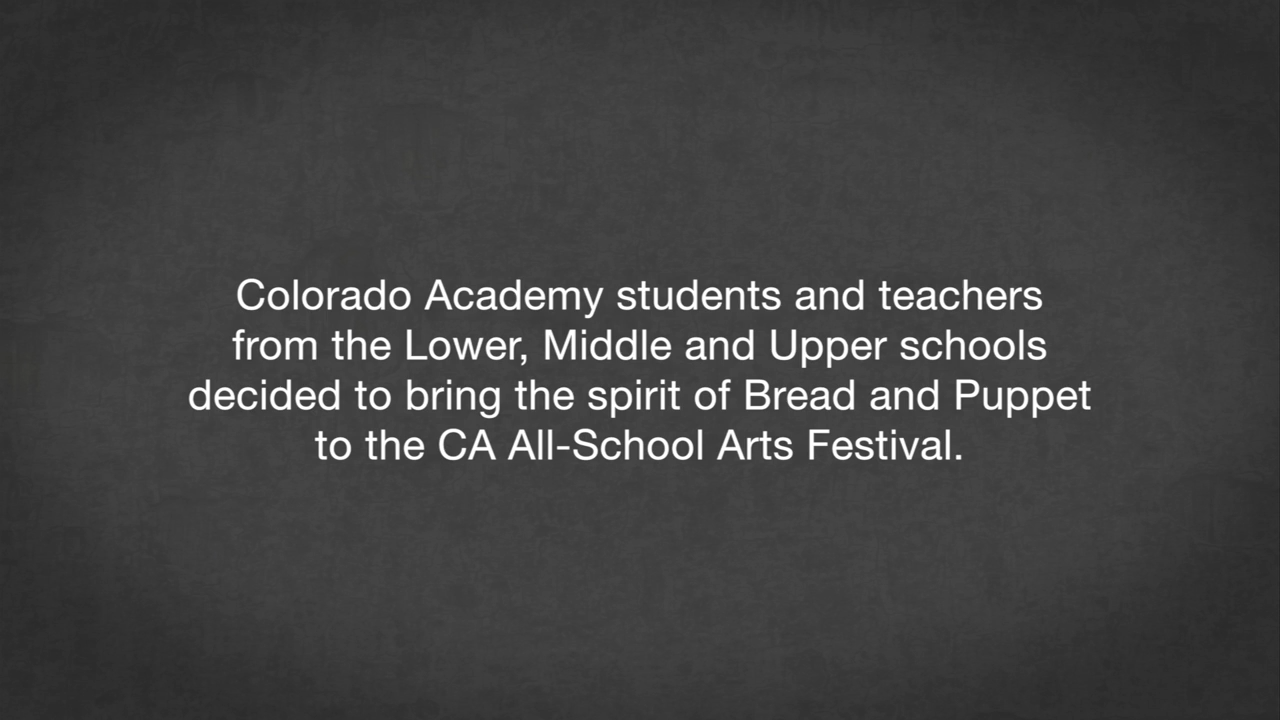 Colorado Academy students and teachers
from the Lower, Middle and Upper schools
decided to bring the spirit of Bread and Puppet
to the CA All-School Arts Festival.